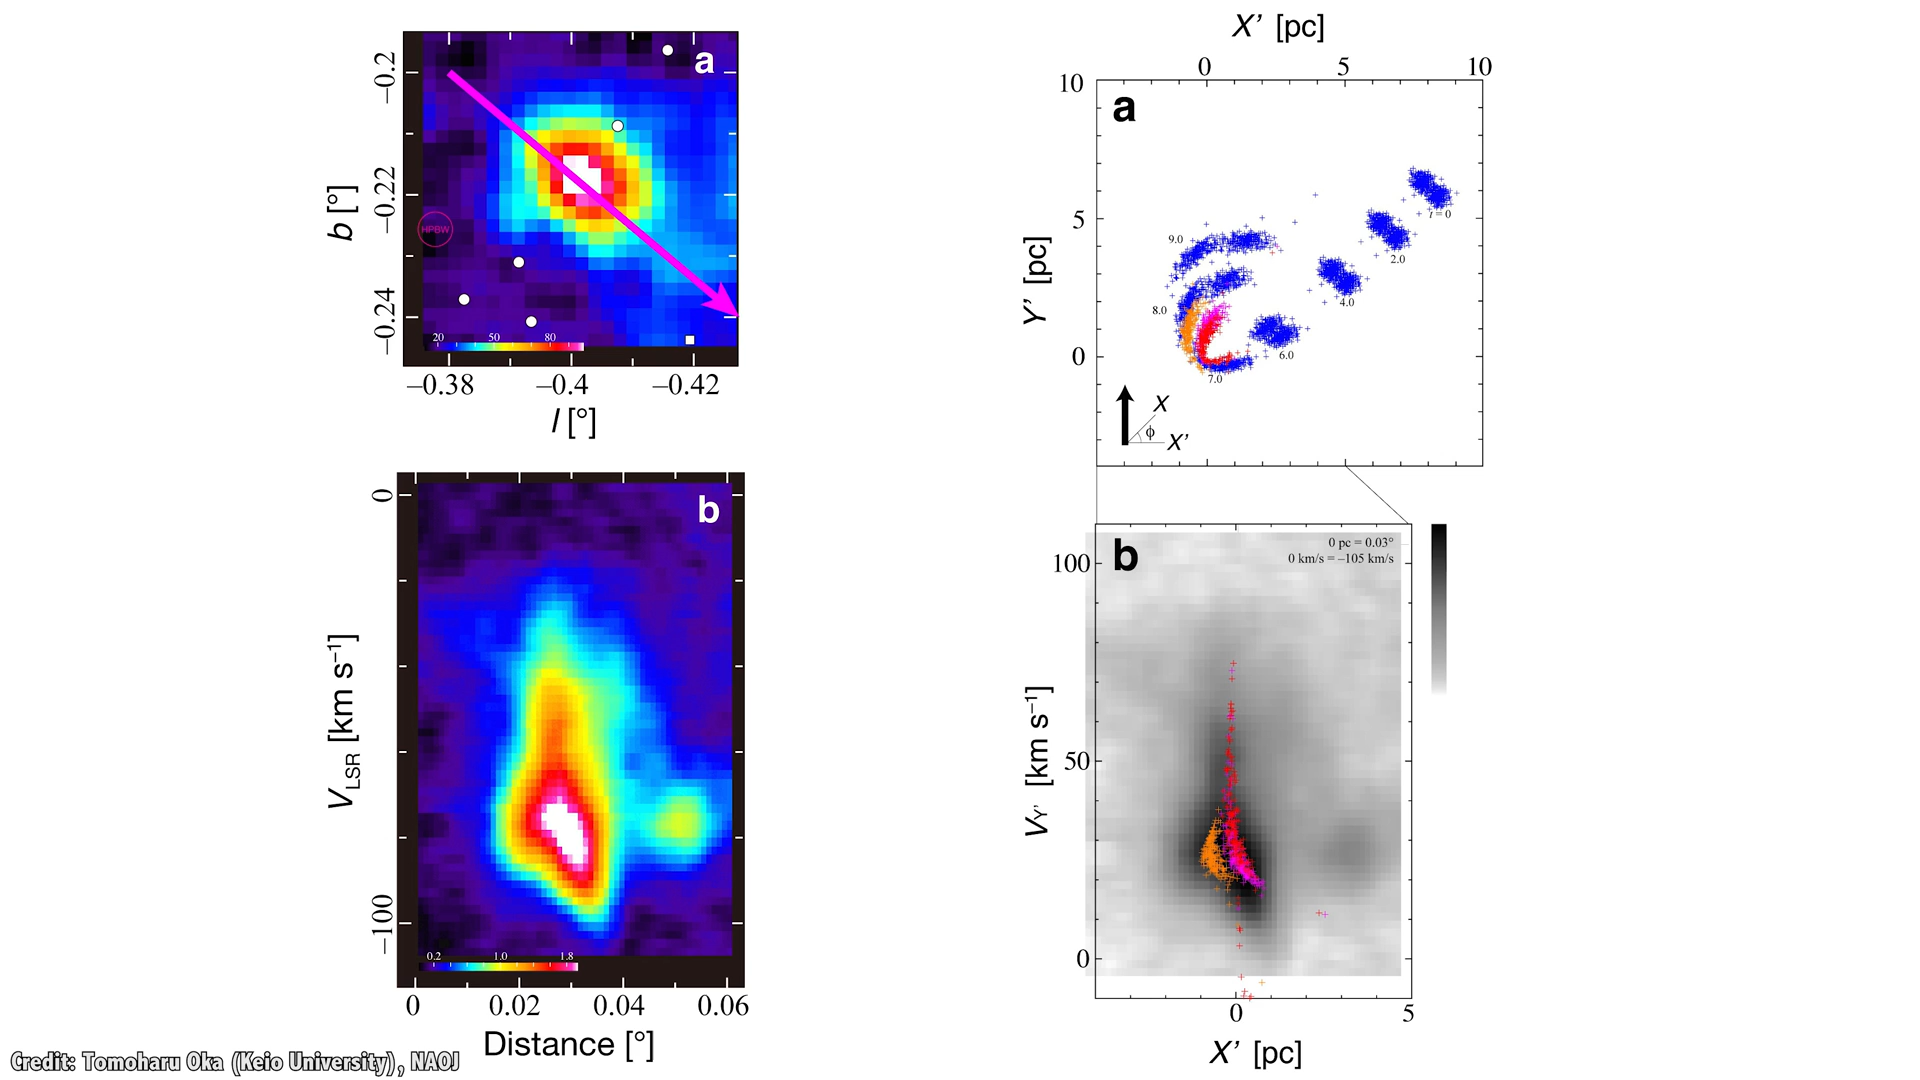 a
b [°]
–0.2
–0.22
–0.24
HPBW
20 50 80
–0.38 –0.4 –0.42
l [°]
b
VLSR [km s–1]
0
–100
0.2 1.0 1.8
0 0.02 0.04 0.06
Distance [°]
Credit: Tomoharu Oka (Keio University), NAOJ
X' [pc]
0 5 10
a
Y' [pc]
10
5
0
t = 0
2.0
4.0
6.0
7.0
8.0
9.0
X
ϕ
X'
b
0 pc = 0.03°
0 km/s = –105 km/s
VY' [km s–1]
100
50
0
0 5
X' [pc]